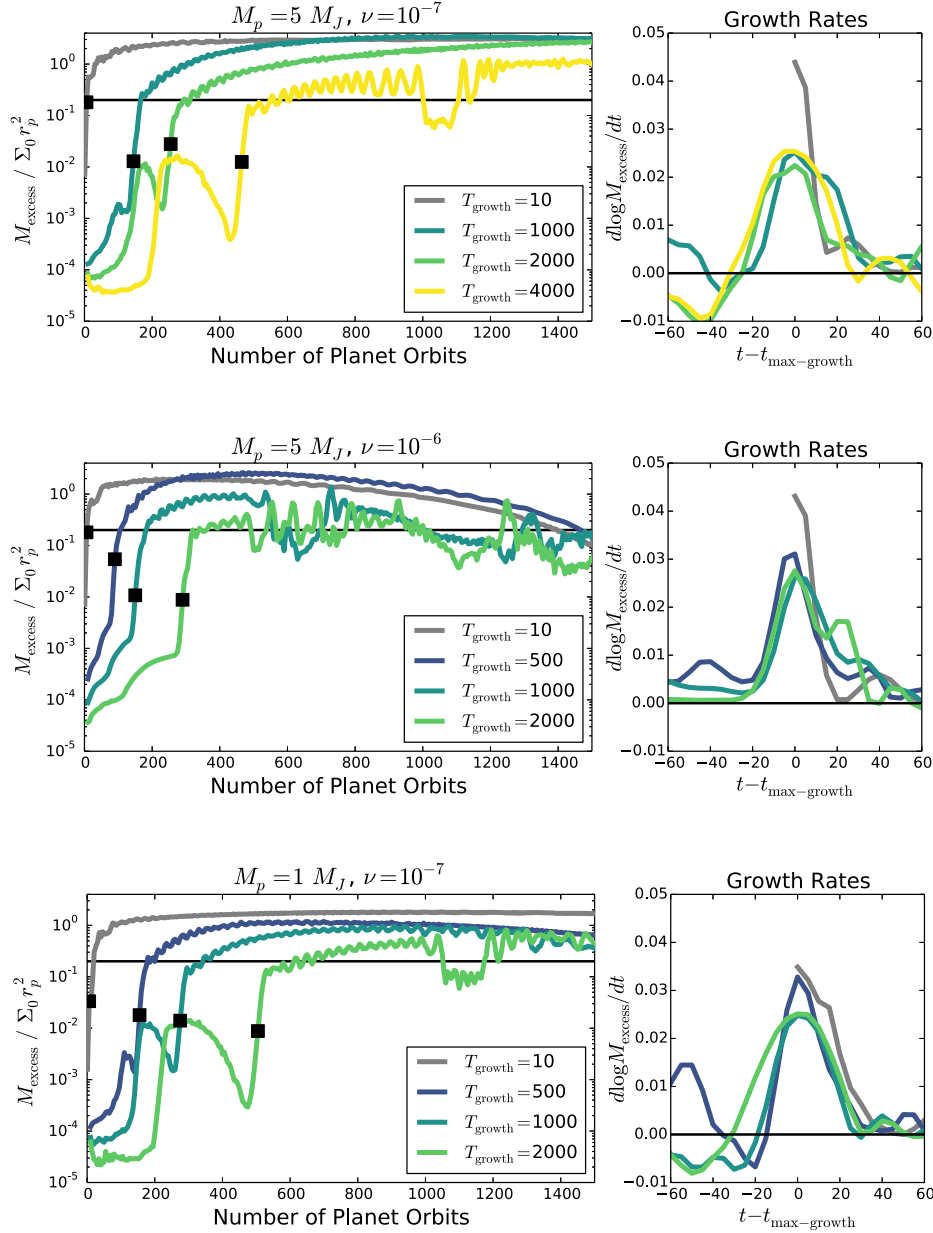 M_p = 5 M_J, ν = 10^-7
10^0
10^-1
10^-2
10^-3
10^-4
10^-5
M_excess / Σ_0 r_p^2
T_growth = 10
T_growth = 1000
T_growth = 2000
T_growth = 4000
0 200 400 600 800 1000 1200 1400
Number of Planet Orbits
Growth Rates
0.05
0.04
0.03
0.02
0.01
0.00
−0.01
dlogM_excess/dt
−60 −40 −20 0 20 40 60
t−t_max−growth
M_p = 5 M_J, ν = 10^-6
10^0
10^-1
10^-2
10^-3
10^-4
10^-5
M_excess / Σ_0 r_p^2
T_growth = 10
T_growth = 500
T_growth = 1000
T_growth = 2000
0 200 400 600 800 1000 1200 1400
Number of Planet Orbits
Growth Rates
0.05
0.04
0.03
0.02
0.01
0.00
−0.01
dlogM_excess/dt
−60 −40 −20 0 20 40 60
t−t_max−growth
M_p = 1 M_J, ν = 10^-7
10^0
10^-1
10^-2
10^-3
10^-4
10^-5
M_excess / Σ_0 r_p^2
T_growth = 10
T_growth = 500
T_growth = 1000
T_growth = 2000
0 200 400 600 800 1000 1200 1400
Number of Planet Orbits
Growth Rates
0.05
0.04
0.03
0.02
0.01
0.00
−0.01
dlogM_excess/dt
−60 −40 −20 0 20 40 60
t−t_max−growth